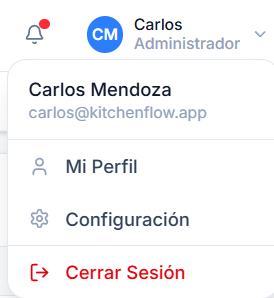 CM
Carlos
Administrador
Carlos Mendoza
carlos@kitchenflow.app
Mi Perfil
Configuración
Cerrar Sesión